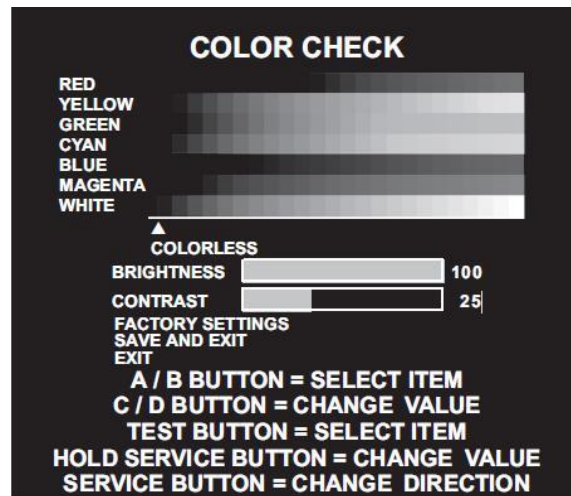 COLOR CHECK
RED
YELLOW
GREEN
CYAN
BLUE
MAGENTA
WHITE
COLORLESS
BRIGHTNESS 100
CONTRAST 25
FACTORY SETTINGS
SAVE AND EXIT
EXIT
A / B BUTTON = SELECT ITEM
C / D BUTTON = CHANGE VALUE
TEST BUTTON = SELECT ITEM
HOLD SERVICE BUTTON = CHANGE VALUE
SERVICE BUTTON = CHANGE DIRECTION